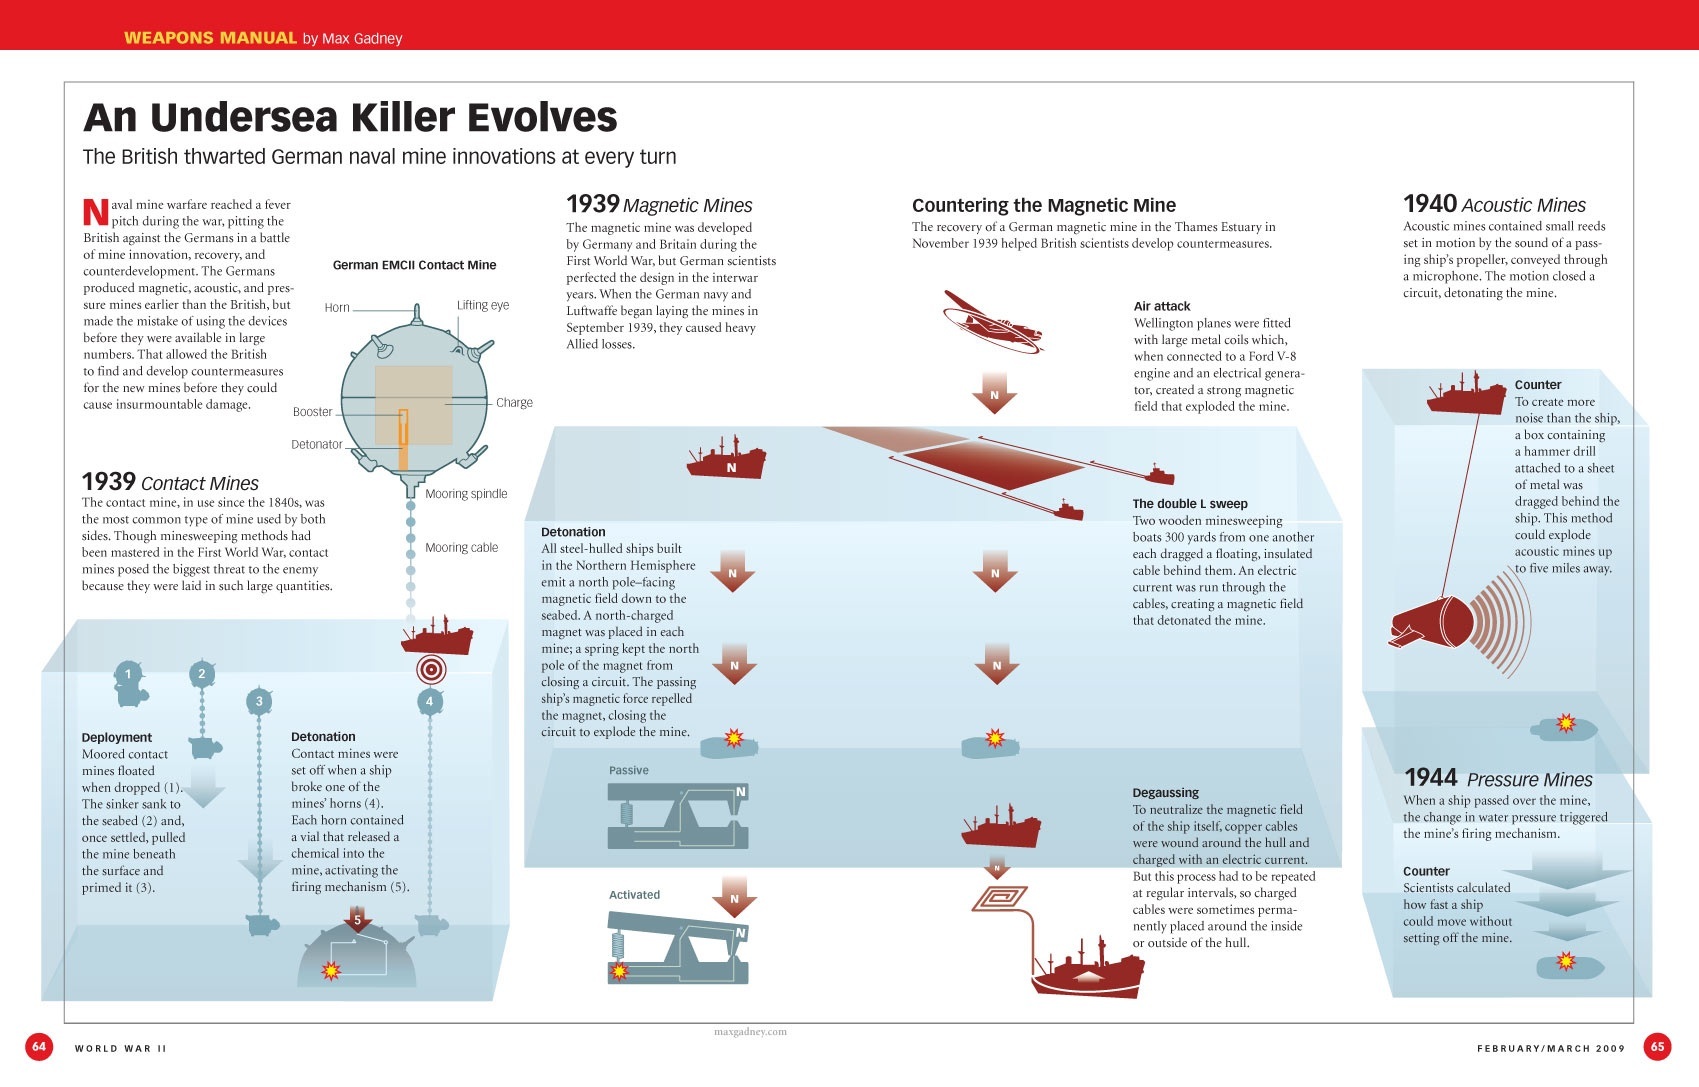 WEAPONS MANUAL by Max Gadney
An Undersea Killer Evolves
The British thwarted German naval mine innovations at every turn
Naval mine warfare reached a fever
pitch during the war, pitting the
British against the Germans in a battle
of mine innovation, recovery, and
counterdevelopment. The Germans
produced magnetic, acoustic, and pres-
sure mines earlier than the British, but
made the mistake of using the devices
before they were available in large
numbers. That allowed the British
to find and develop countermeasures
for the new mines before they could
cause insurmountable damage.
German EMCII Contact Mine
Horn
Lifting eye
Charge
Booster
Detonator
Mooring spindle
Mooring cable
1939 Contact Mines
The contact mine, in use since the 1840s, was
the most common type of mine used by both
sides. Though minesweeping methods had
been mastered in the First World War, contact
mines posed the biggest threat to the enemy
because they were laid in such large quantities.
1
2
3
4
Deployment
Moored contact
mines floated
when dropped (1).
The sinker sank to
the seabed (2) and,
once settled, pulled
the mine beneath
the surface and
primed it (3).
Detonation
Contact mines were
set off when a ship
broke one of the
mines' horns (4).
Each horn contained
a vial that released a
chemical into the
mine, activating the
firing mechanism (5).
5
1939 Magnetic Mines
The magnetic mine was developed
by Germany and Britain during the
First World War, but German scientists
perfected the design in the interwar
years. When the German navy and
Luftwaffe began laying the mines in
September 1939, they caused heavy
Allied losses.
N
Detonation
All steel-hulled ships built
in the Northern Hemisphere
emit a north pole–facing
magnetic field down to the
seabed. A north-charged
magnet was placed in each
mine; a spring kept the north
pole of the magnet from
closing a circuit. The passing
ship's magnetic force repelled
the magnet, closing the
circuit to explode the mine.
N
N
Passive
N
Activated
N
N
Countering the Magnetic Mine
The recovery of a German magnetic mine in the Thames Estuary in
November 1939 helped British scientists develop countermeasures.
N
Air attack
Wellington planes were fitted
with large metal coils which,
when connected to a Ford V-8
engine and an electrical genera-
tor, created a strong magnetic
field that exploded the mine.
The double L sweep
Two wooden minesweeping
boats 300 yards from one another
each dragged a floating, insulated
cable behind them. An electric
current was run through the
cables, creating a magnetic field
that detonated the mine.
N
N
Degaussing
To neutralize the magnetic field
of the ship itself, copper cables
were wound around the hull and
charged with an electric current.
But this process had to be repeated
at regular intervals, so charged
cables were sometimes perma-
nently placed around the inside
or outside of the hull.
N
1940 Acoustic Mines
Acoustic mines contained small reeds
set in motion by the sound of a pass-
ing ship's propeller, conveyed through
a microphone. The motion closed a
circuit, detonating the mine.
Counter
To create more
noise than the ship,
a box containing
a hammer drill
attached to a sheet
of metal was
dragged behind the
ship. This method
could explode
acoustic mines up
to five miles away.
1944 Pressure Mines
When a ship passed over the mine,
the change in water pressure triggered
the mine's firing mechanism.
Counter
Scientists calculated
how fast a ship
could move without
setting off the mine.
maxgadney.com
64
WORLD WAR II
FEBRUARY/MARCH 2009
65